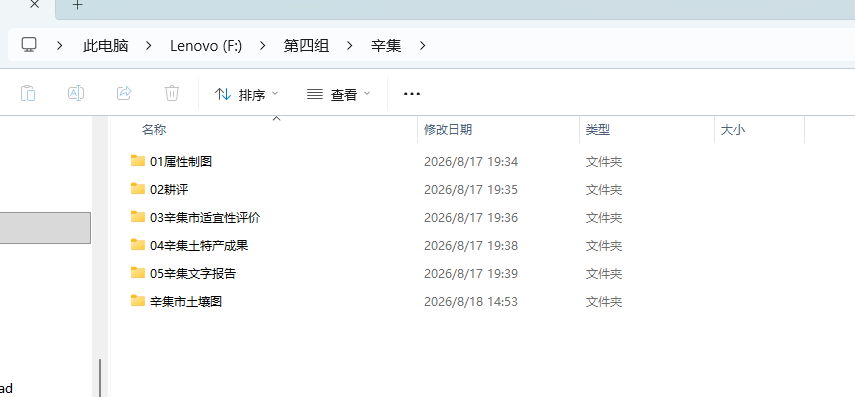 此电脑 > Lenovo (F:) > 第四组 > 辛集 >
排序 查看 ...
名称 修改日期 类型 大小
01属性制图 2026/8/17 19:34 文件夹
02耕评 2026/8/17 19:35 文件夹
03辛集市适宜性评价 2026/8/17 19:36 文件夹
04辛集土特产成果 2026/8/17 19:38 文件夹
05辛集文字报告 2026/8/17 19:39 文件夹
辛集市土壤图 2026/8/18 14:53 文件夹
ad